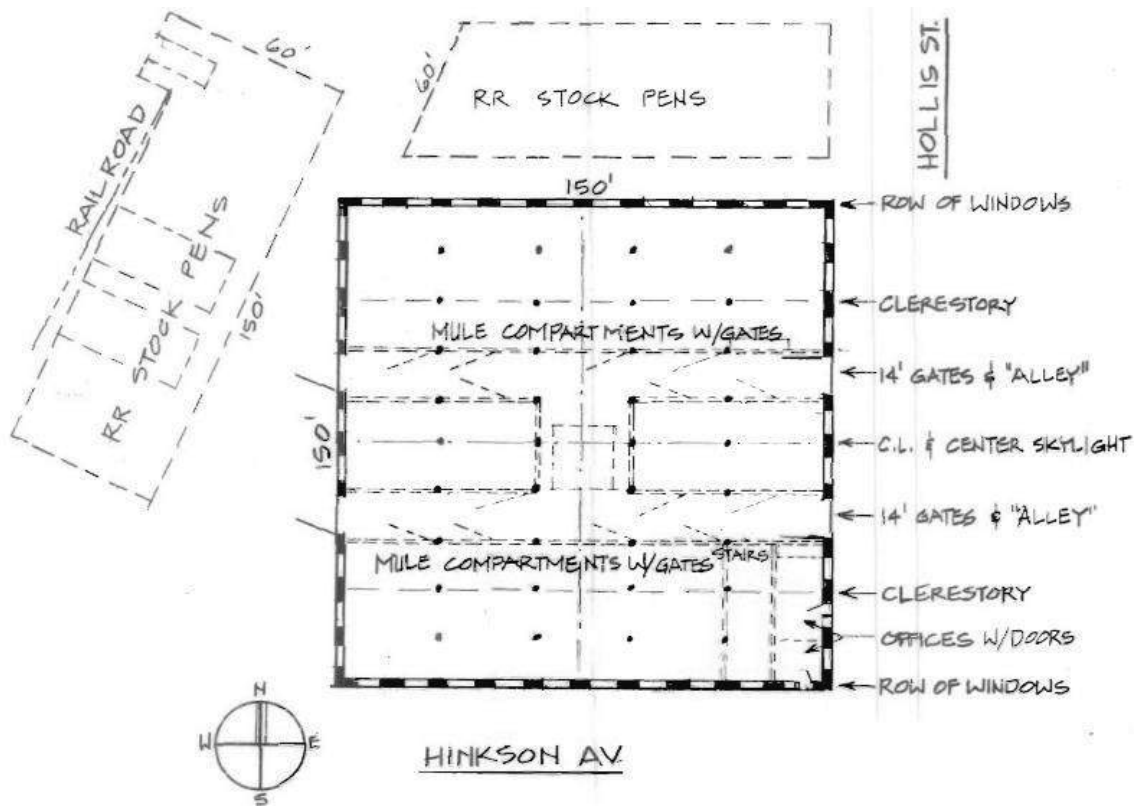 60'
RAILROAD
RR STOCK PENS
150'
60'
RR STOCK PENS
HOLLIS ST.
150'
150'
ROW OF WINDOWS
CLERESTORY
MULE COMPARTMENTS W/GATES
14' GATES & "ALLEY"
C.L. & CENTER SKYLIGHT
14' GATES & "ALLEY"
MULE COMPARTMENTS W/GATES
STAIRS
CLERESTORY
OFFICES W/DOORS
ROW OF WINDOWS
N
W
E
S
HINKSON AV.